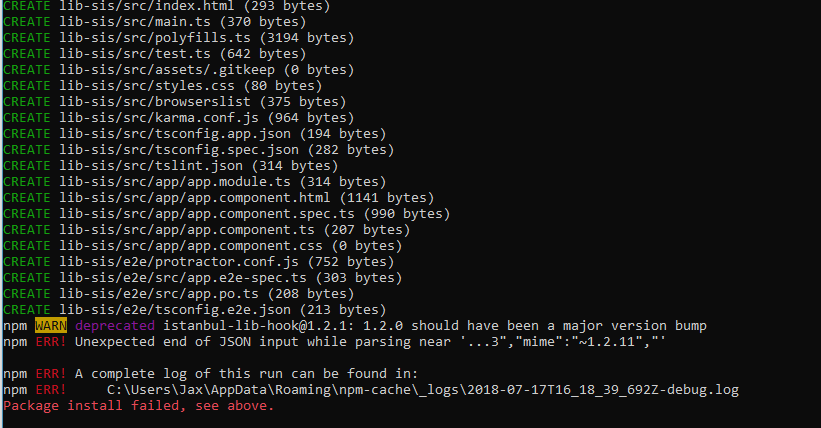 CREATE lib-sis/src/index.html (293 bytes)
CREATE lib-sis/src/main.ts (370 bytes)
CREATE lib-sis/src/polyfills.ts (3194 bytes)
CREATE lib-sis/src/test.ts (642 bytes)
CREATE lib-sis/src/assets/.gitkeep (0 bytes)
CREATE lib-sis/src/styles.css (80 bytes)
CREATE lib-sis/src/browserslist (375 bytes)
CREATE lib-sis/src/karma.conf.js (964 bytes)
CREATE lib-sis/src/tsconfig.app.json (194 bytes)
CREATE lib-sis/src/tsconfig.spec.json (282 bytes)
CREATE lib-sis/src/tslint.json (314 bytes)
CREATE lib-sis/src/app/app.module.ts (314 bytes)
CREATE lib-sis/src/app/app.component.html (1141 bytes)
CREATE lib-sis/src/app/app.component.spec.ts (990 bytes)
CREATE lib-sis/src/app/app.component.ts (207 bytes)
CREATE lib-sis/src/app/app.component.css (0 bytes)
CREATE lib-sis/e2e/protractor.conf.js (752 bytes)
CREATE lib-sis/e2e/src/app.e2e-spec.ts (303 bytes)
CREATE lib-sis/e2e/src/app.po.ts (208 bytes)
CREATE lib-sis/e2e/tsconfig.e2e.json (213 bytes)
npm WARN deprecated istanbul-lib-hook@1.2.1: 1.2.0 should have been a major version bump
npm ERR! Unexpected end of JSON input while parsing near '...3","mime":"~1.2.11","'
npm ERR! A complete log of this run can be found in:
npm ERR!     C:\Users\Jax\AppData\Roaming\npm-cache\_logs\2018-07-17T16_18_39_692Z-debug.log
Package install failed, see above.